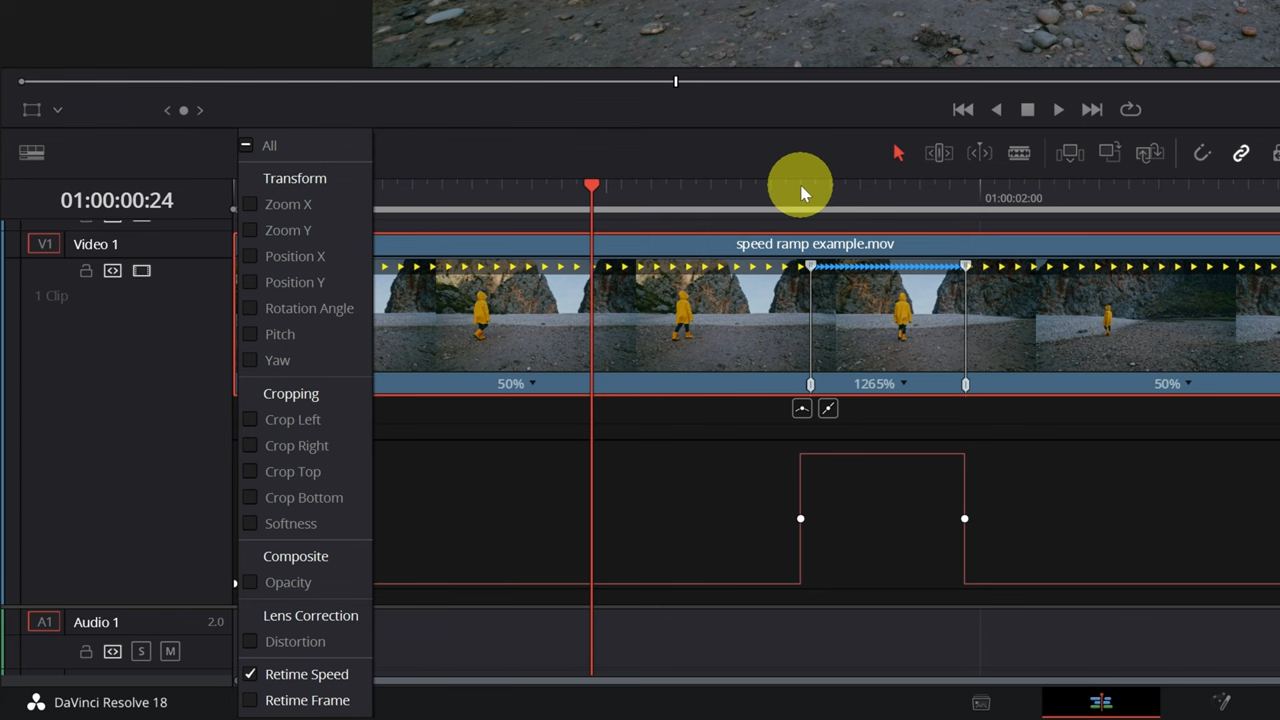 All
Transform
01:00:00:24
Zoom X
01:00:02:00
Zoom Y
V1 Video 1
speed ramp example.mov
Position X
Position Y
1 Clip
Rotation Angle
Pitch
Yaw
50%
1265%
50%
Cropping
Crop Left
Crop Right
Crop Top
Crop Bottom
Softness
Composite
Opacity
Lens Correction
A1 Audio 1 2.0
Distortion
S M
Retime Speed
Retime Frame
DaVinci Resolve 18